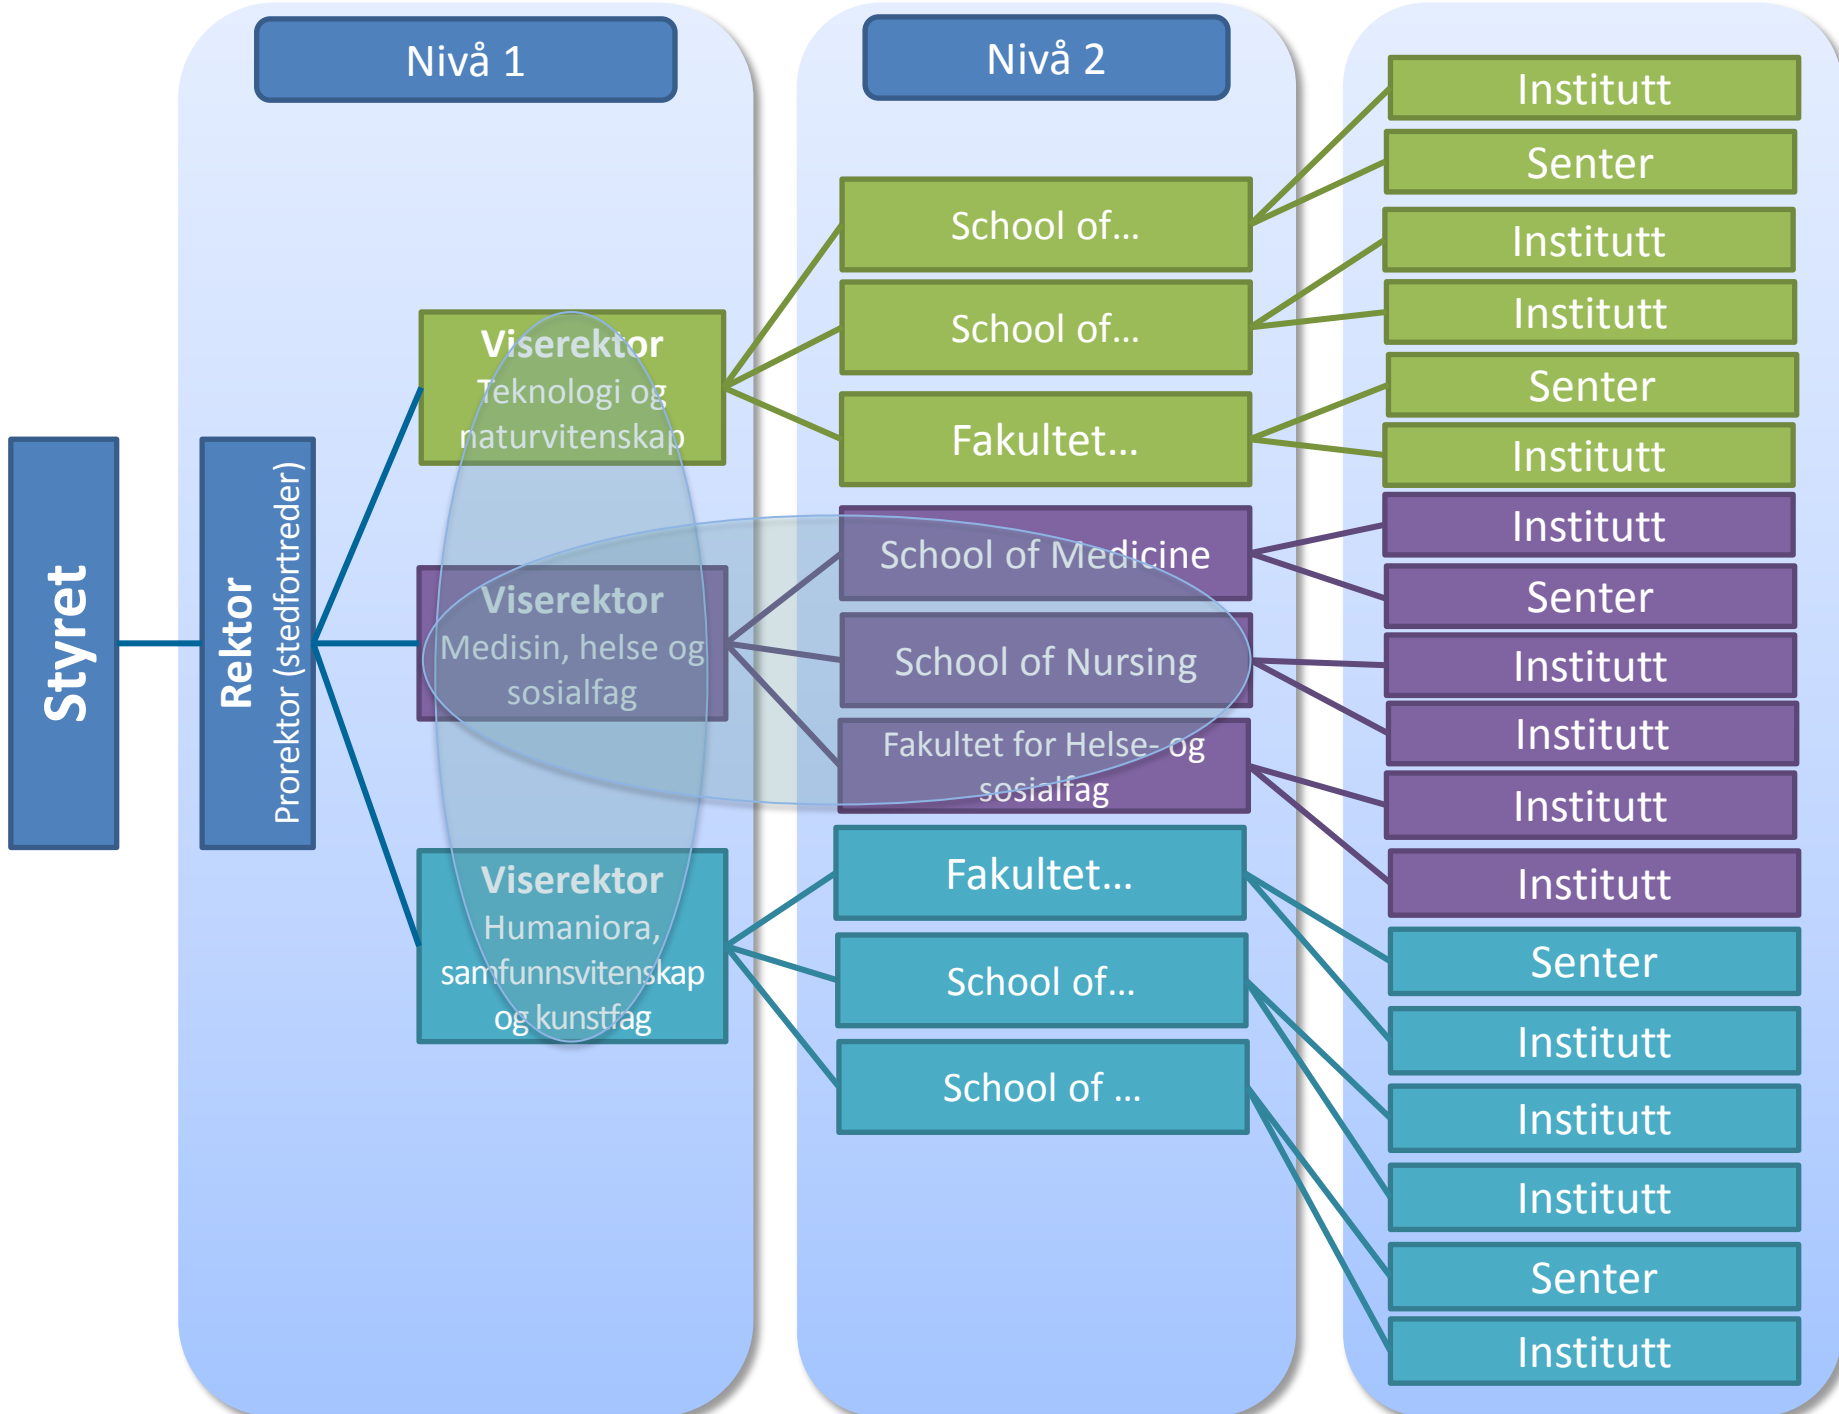 Nivå 1
Nivå 2
Styret
Rektor
Prorektor (stedfortreder)
Viserektor
Teknologi og
naturvitenskap
Viserektor
Medisin, helse og
sosialfag
Viserektor
Humaniora,
samfunnsvitenskap
og kunstfag
School of...
School of...
Fakultet...
School of Medicine
School of Nursing
Fakultet for Helse- og
sosialfag
Fakultet...
School of...
School of ...
Institutt
Senter
Institutt
Institutt
Senter
Institutt
Institutt
Senter
Institutt
Institutt
Institutt
Institutt
Senter
Institutt
Institutt
Institutt
Senter
Institutt